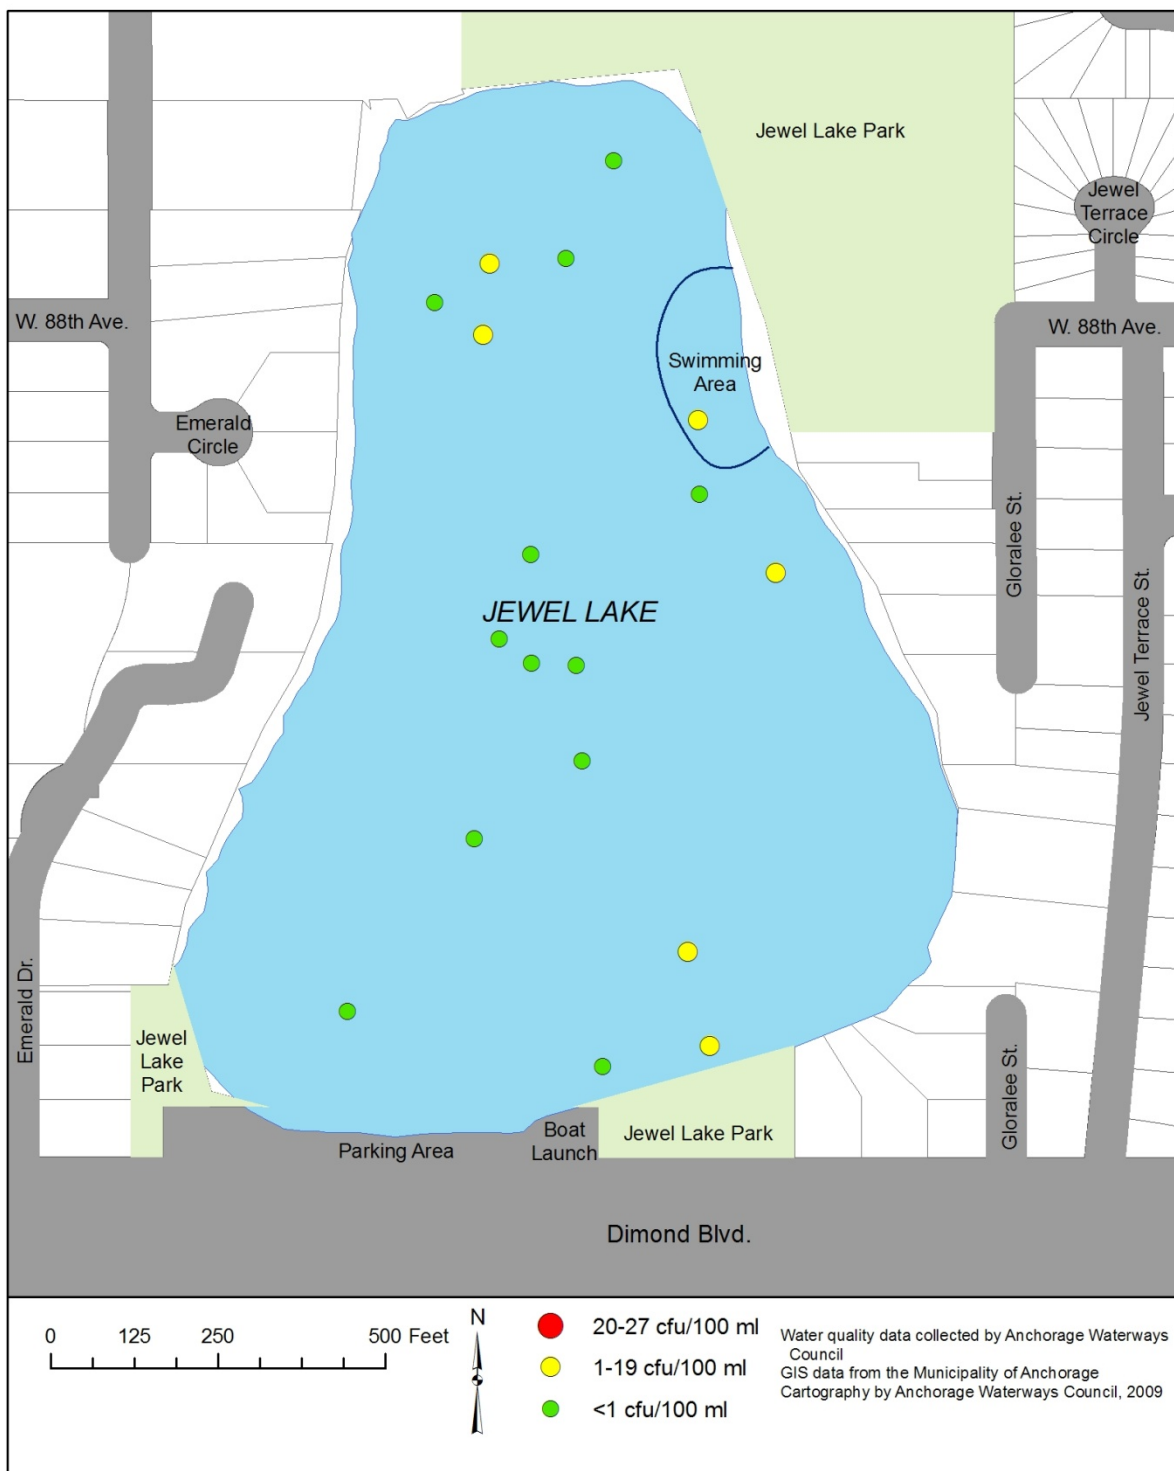 Jewel Lake Park
Jewel
Terrace
Circle
W. 88th Ave.
W. 88th Ave.
Swimming
Area
Emerald
Circle
Gloralee St.
JEWEL LAKE
Jewel Terrace St.
Emerald Dr.
Jewel
Lake
Park
Gloralee St.
Parking Area
Boat
Launch
Jewel Lake Park
Dimond Blvd.
0 125 250 500 Feet
N
20-27 cfu/100 ml
1-19 cfu/100 ml
<1 cfu/100 ml
Water quality data collected by Anchorage Waterways
Council
GIS data from the Municipality of Anchorage
Cartography by Anchorage Waterways Council, 2009